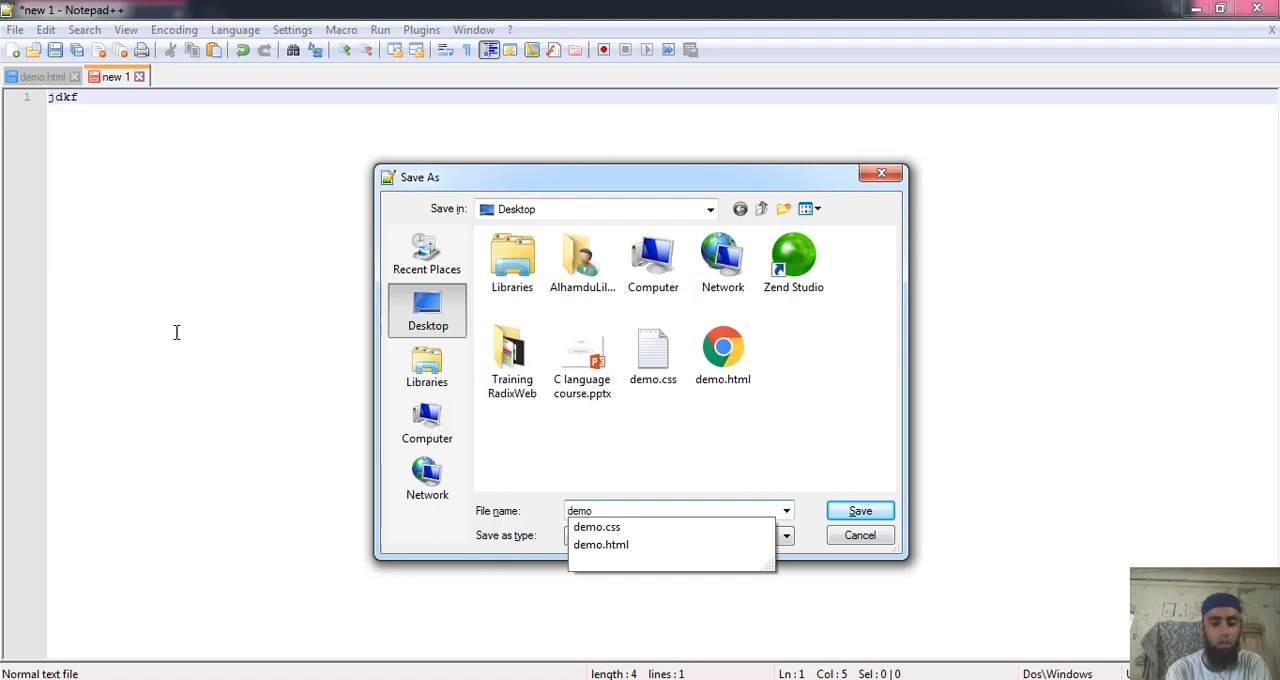 *new 1 - Notepad++
File Edit Search View Encoding Language Settings Macro Run Plugins Window ? X
demo.html new 1
1 jdkf
Save As
Save in: Desktop
Recent Places
Desktop
Libraries
Computer
Network
Libraries AlhamduLil... Computer Network Zend Studio
Training RadixWeb
C language course.pptx
demo.css
demo.html
File name: demo Save
demo.css
Save as type: Cancel
demo.html
Normal text file length : 4 lines : 1 Ln : 1 Col : 5 Sel : 0 | 0 Dos\Windows